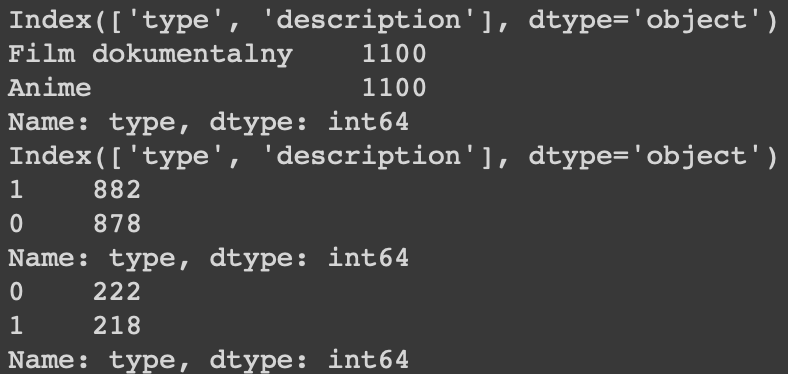 Index(['type', 'description'], dtype='object')
Film dokumentalny    1100
Anime                1100
Name: type, dtype: int64
Index(['type', 'description'], dtype='object')
1    882
0    878
Name: type, dtype: int64
0    222
1    218
Name: type, dtype: int64